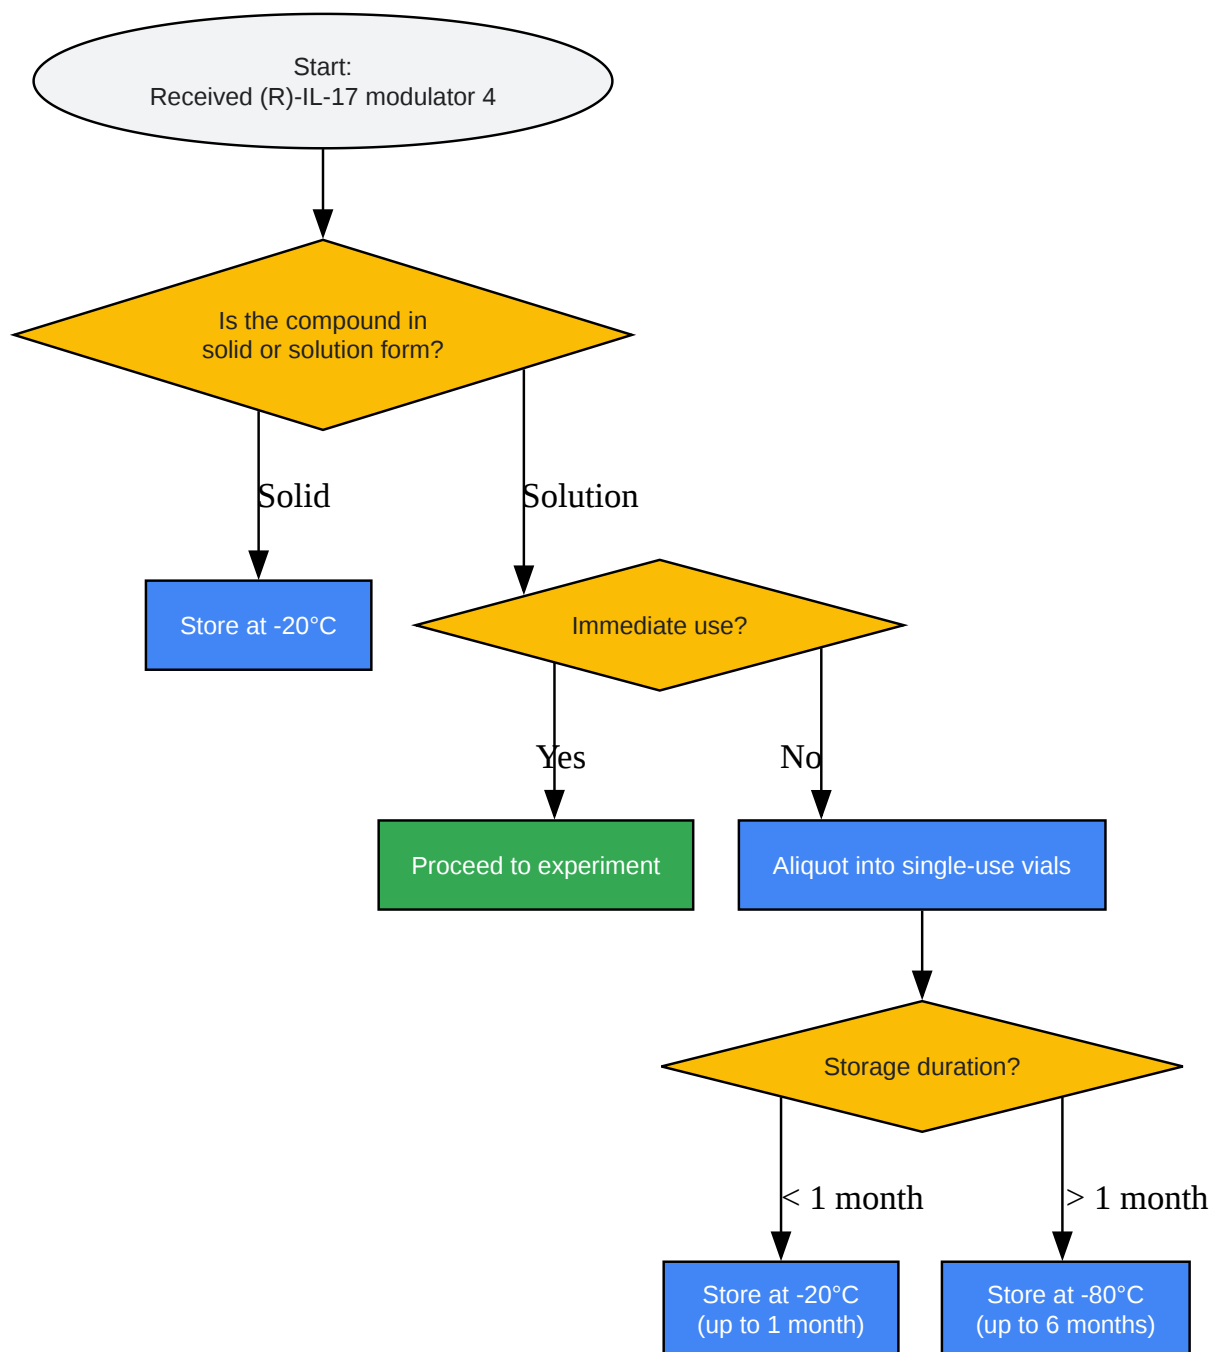 Start:
Received (R)-IL-17 modulator 4
Is the compound in
solid or solution form?
Solid
Solution
Store at -20°C
Immediate use?
Yes
No
Proceed to experiment
Aliquot into single-use vials
Storage duration?
< 1 month
> 1 month
Store at -20°C
(up to 1 month)
Store at -80°C
(up to 6 months)